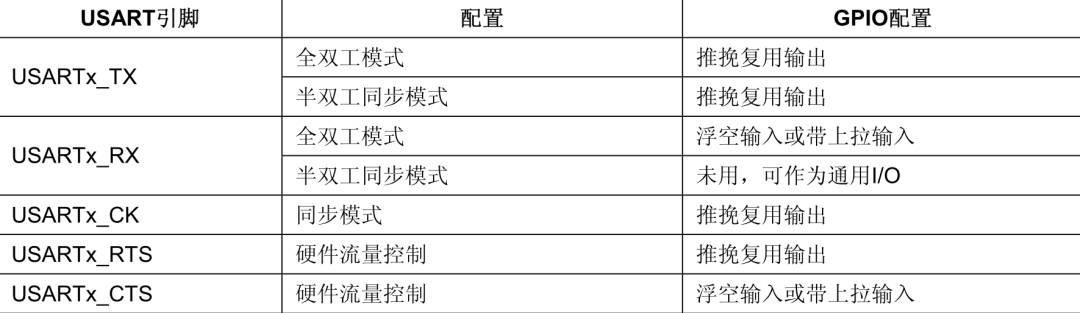 USART引脚 配置 GPIO配置
USARTx_TX 全双工模式 推挽复用输出
半双工同步模式 推挽复用输出
USARTx_RX 全双工模式 浮空输入或带上拉输入
半双工同步模式 未用，可作为通用I/O
USARTx_CK 同步模式 推挽复用输出
USARTx_RTS 硬件流量控制 推挽复用输出
USARTx_CTS 硬件流量控制 浮空输入或带上拉输入